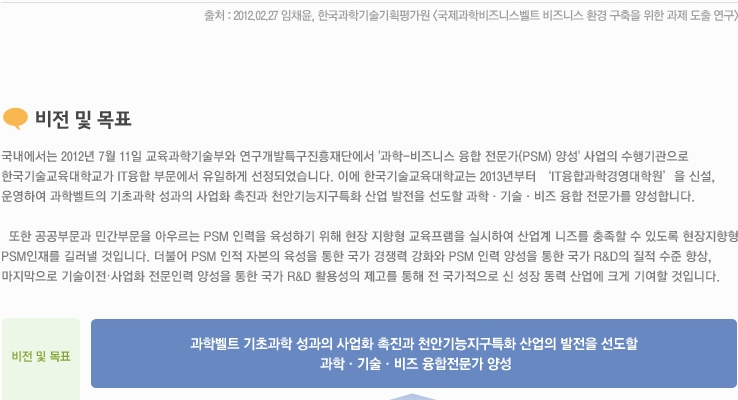 출처 : 2012.02.27 임채윤, 한국과학기술기획평가원 <국제과학비즈니스벨트 비즈니스 환경 구축을 위한 과제 도출 연구>
비전 및 목표
국내에서는 2012년 7월 11일 교육과학기술부와 연구개발특구진흥재단에서 '과학-비즈니스 융합 전문가(PSM) 양성' 사업의 수행기관으로
한국기술교육대학교가 IT융합 부문에서 유일하게 선정되었습니다. 이에 한국기술교육대학교는 2013년부터 ‘IT융합과학경영대학원’을 신설,
운영하여 과학벨트의 기초과학 성과의 사업화 촉진과 천안기능지구특화 산업 발전을 선도할 과학·기술·비즈 융합 전문가를 양성합니다.
또한 공공부문과 민간부문을 아우르는 PSM 인력을 육성하기 위해 현장 지향형 교육프램을 실시하여 산업계 니즈를 충족할 수 있도록 현장지향형
PSM인재를 길러낼 것입니다. 더불어 PSM 인적 자본의 육성을 통한 국가 경쟁력 강화와 PSM 인력 양성을 통한 국가 R&D의 질적 수준 향상,
마지막으로 기술이전·사업화 전문인력 양성을 통한 국가 R&D 활용성의 제고를 통해 전 국가적으로 신 성장 동력 산업에 크게 기여할 것입니다.
비전 및 목표
과학벨트 기초과학 성과의 사업화 촉진과 천안기능지구특화 산업의 발전을 선도할
과학·기술·비즈 융합전문가 양성